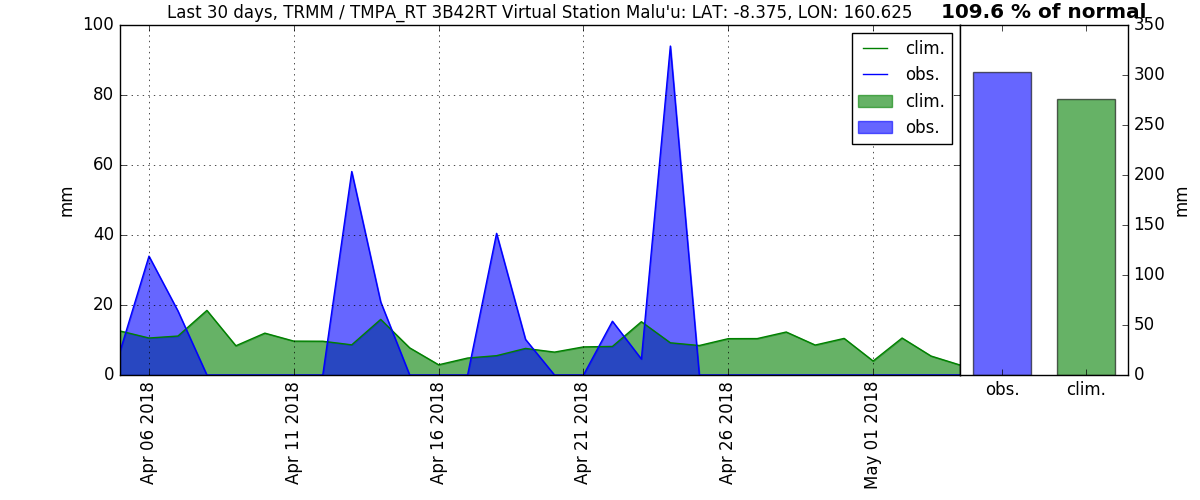 Last 30 days, TRMM / TMPA_RT 3B42RT Virtual Station Malu'u: LAT: -8.375, LON: 160.625
109.6 % of normal
100
80
60
40
20
0
mm
Apr 06 2018
Apr 11 2018
Apr 16 2018
Apr 21 2018
Apr 26 2018
May 01 2018
clim.
obs.
clim.
obs.
350
300
250
200
150
100
50
0
mm
obs.
clim.